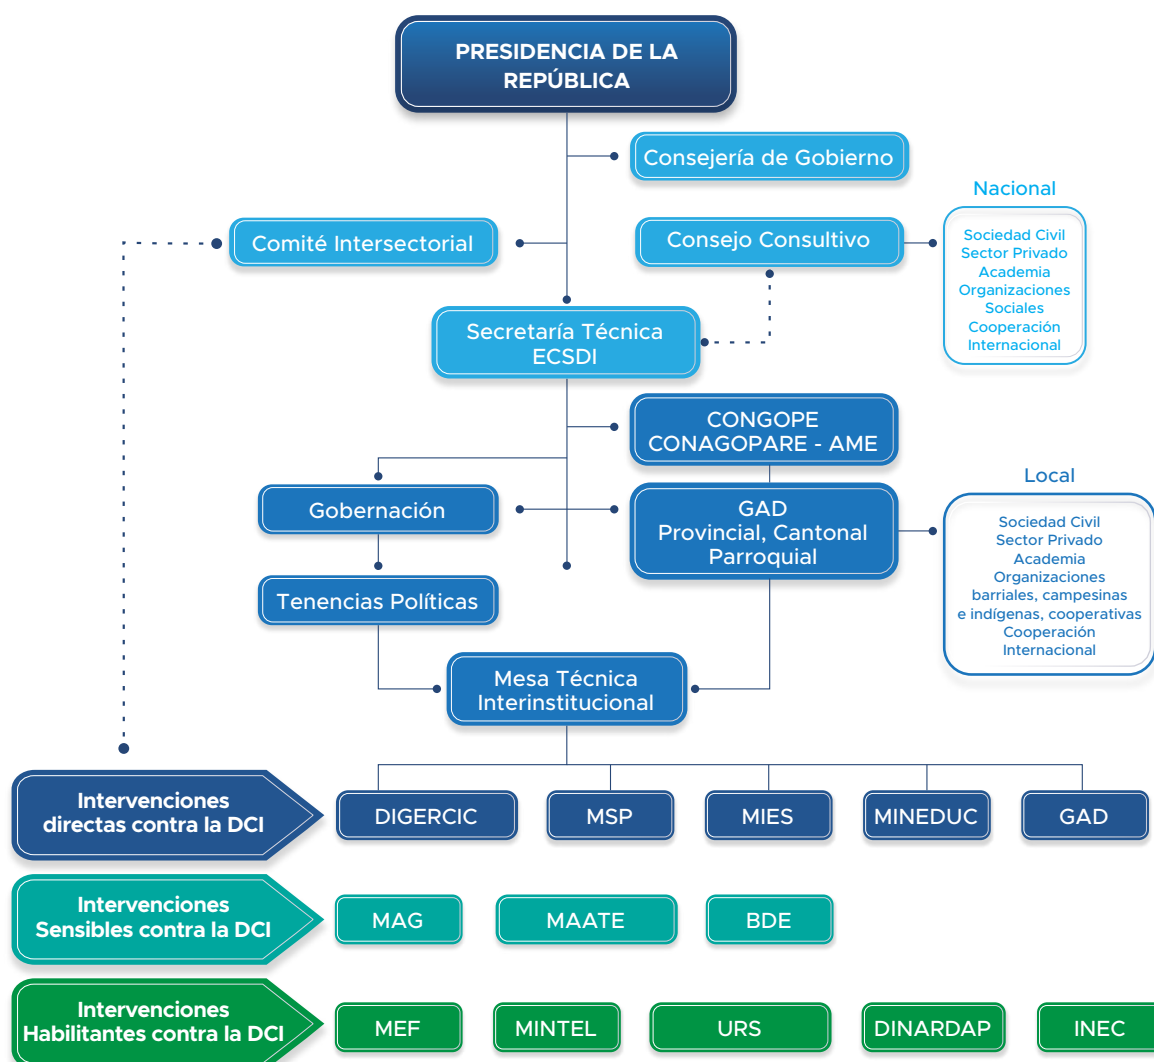 PRESIDENCIA DE LA
REPÚBLICA
Consejería de Gobierno
Nacional
Comité Intersectorial
Consejo Consultivo
Sociedad Civil
Sector Privado
Academia
Organizaciones
Sociales
Cooperación
Internacional
Secretaría Técnica
ECSDI
CONGOPE
CONAGOPARE - AME
Local
Gobernación
GAD
Provincial, Cantonal
Parroquial
Sociedad Civil
Sector Privado
Academia
Organizaciones
barriales, campesinas
e indígenas, cooperativas
Cooperación
Internacional
Tenencias Políticas
Mesa Técnica
Interinstitucional
Intervenciones
directas contra la DCI
DIGERCIC
MSP
MIES
MINEDUC
GAD
Intervenciones
Sensibles contra la DCI
MAG
MAATE
BDE
Intervenciones
Habilitantes contra la DCI
MEF
MINTEL
URS
DINARDAP
INEC